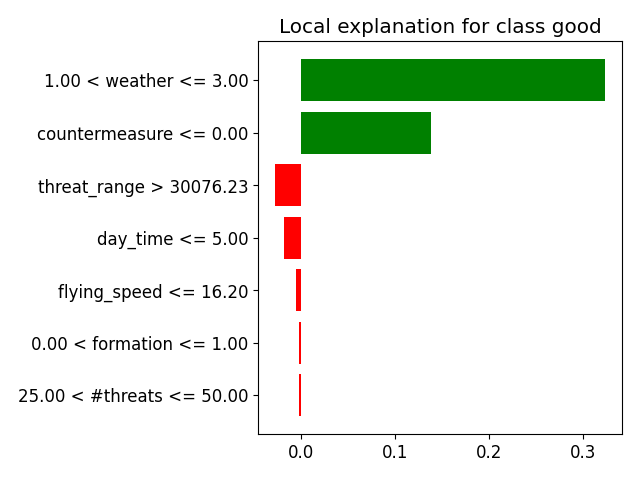 Local explanation for class good
1.00 < weather <= 3.00
countermeasure <= 0.00
threat_range > 30076.23
day_time <= 5.00
flying_speed <= 16.20
0.00 < formation <= 1.00
25.00 < #threats <= 50.00
0.0 0.1 0.2 0.3